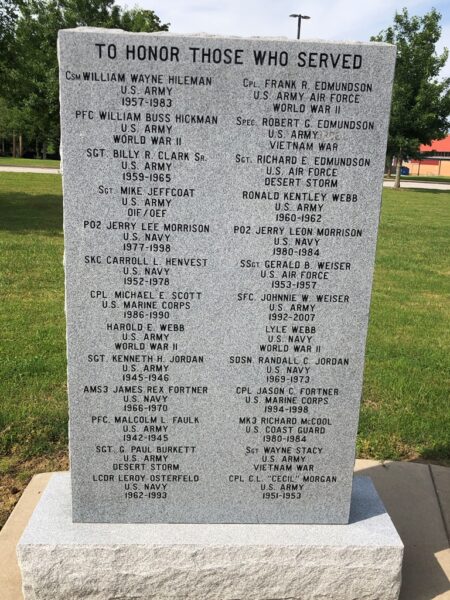 TO HONOR THOSE WHO SERVED
CSM WILLIAM WAYNE HILEMAN
U.S. ARMY
1957-1983
PFC WILLIAM BUSS HICKMAN
U.S. ARMY
WORLD WAR II
SGT. BILLY R. CLARK SR.
U.S. ARMY
1959-1965
SGT. MIKE JEFFCOAT
U.S. ARMY
OIF/OEF
PO2 JERRY LEE MORRISON
U.S. NAVY
1977-1998
SKC CARROLL L. HENVEST
U.S. NAVY
1952-1978
CPL. MICHAEL E. SCOTT
U.S. MARINE CORPS
1986-1990
HAROLD E. WEBB
U.S. ARMY
WORLD WAR II
SGT. KENNETH H. JORDAN
U.S. ARMY
1945-1946
AMS3 JAMES REX FORTNER
U.S. NAVY
1966-1970
PFC. MALCOLM L. FAULK
U.S. ARMY
1942-1945
SGT. G. PAUL BURKETT
U.S. ARMY
DESERT STORM
LCDR LEROY OSTERFELD
U.S. NAVY
1962-1993
CPL. FRANK R. EDMUNDSON
U.S. ARMY AIR FORCE
WORLD WAR II
SPEC. ROBERT G. EDMUNDSON
U.S. ARMY
VIETNAM WAR
SGT. RICHARD E. EDMUNDSON
U.S. AIR FORCE
DESERT STORM
RONALD KENTLEY WEBB
U.S. ARMY
1960-1962
PO2 JERRY LEON MORRISON
U.S. NAVY
1980-1984
SSGT. GERALD B. WEISER
U.S. AIR FORCE
1953-1957
SFC. JOHNNIE W. WEISER
U.S. ARMY
1992-2007
LYLE WEBB
U.S. NAVY
WORLD WAR II
SDSN. RANDALL C. JORDAN
U.S. NAVY
1969-1973
CPL JASON C. FORTNER
U.S. MARINE CORPS
1994-1998
MK3 RICHARD McCOOL
U.S. COAST GUARD
1980-1984
SGT WAYNE STACY
U.S. ARMY
VIETNAM WAR
CPL C.L. "CECIL" MORGAN
U.S. ARMY
1951-1953